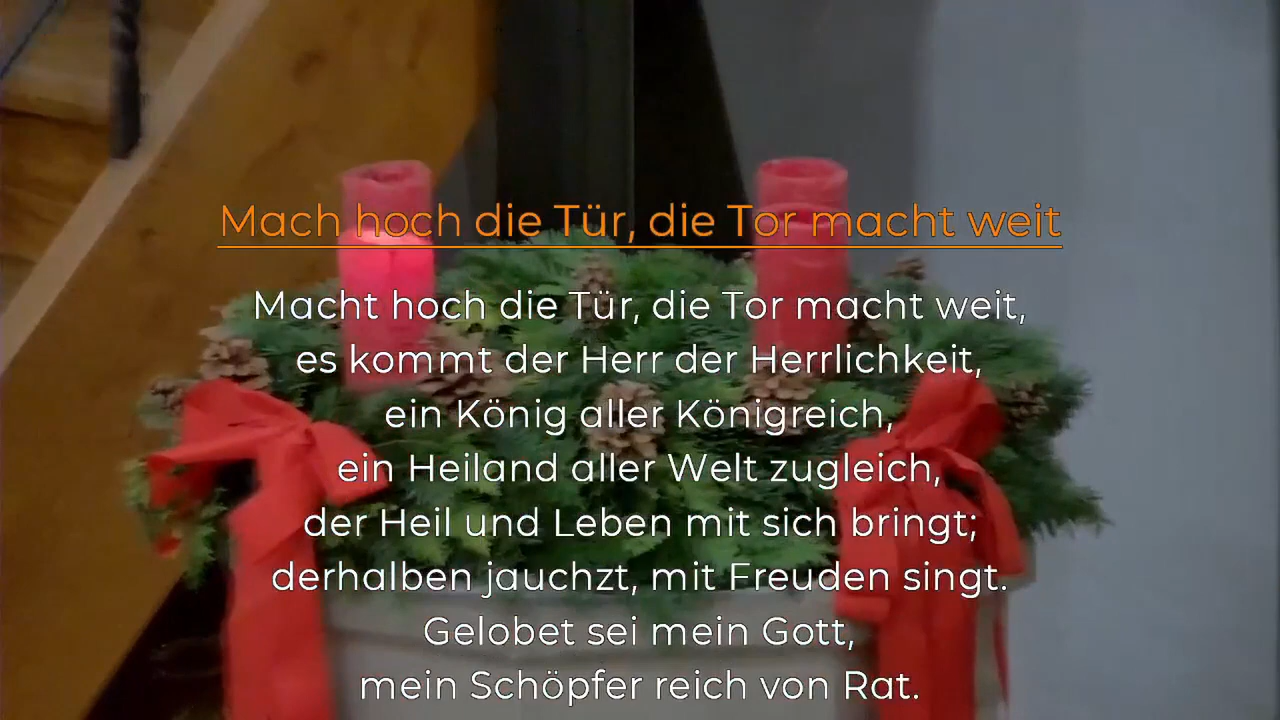 Mach hoch die Tür, die Tor macht weit
Macht hoch die Tür, die Tor macht weit,
es kommt der Herr der Herrlichkeit,
ein König aller Königreich,
ein Heiland aller Welt zugleich,
der Heil und Leben mit sich bringt;
derhalben jauchzt, mit Freuden singt.
Gelobet sei mein Gott,
mein Schöpfer reich von Rat.